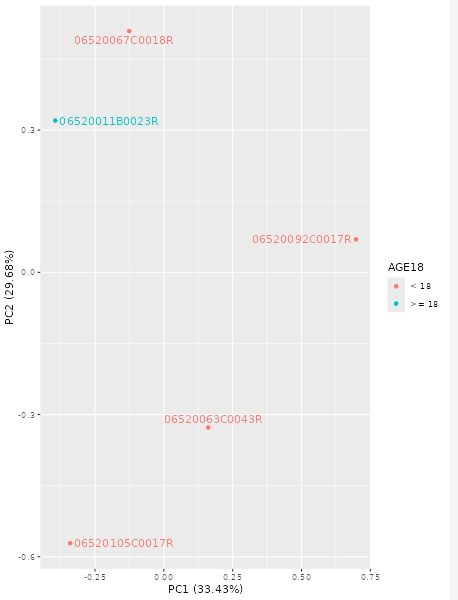 06520067C0018R
06520011B0023R
0.3
06520092C0017R
AGE18
0.0
< 18
>= 18
PC2 (29.68%)
-0.3
06520063C0043R
06520105C0017R
-0.6
-0.25
0.00
0.25
0.50
0.75
PC1 (33.43%)